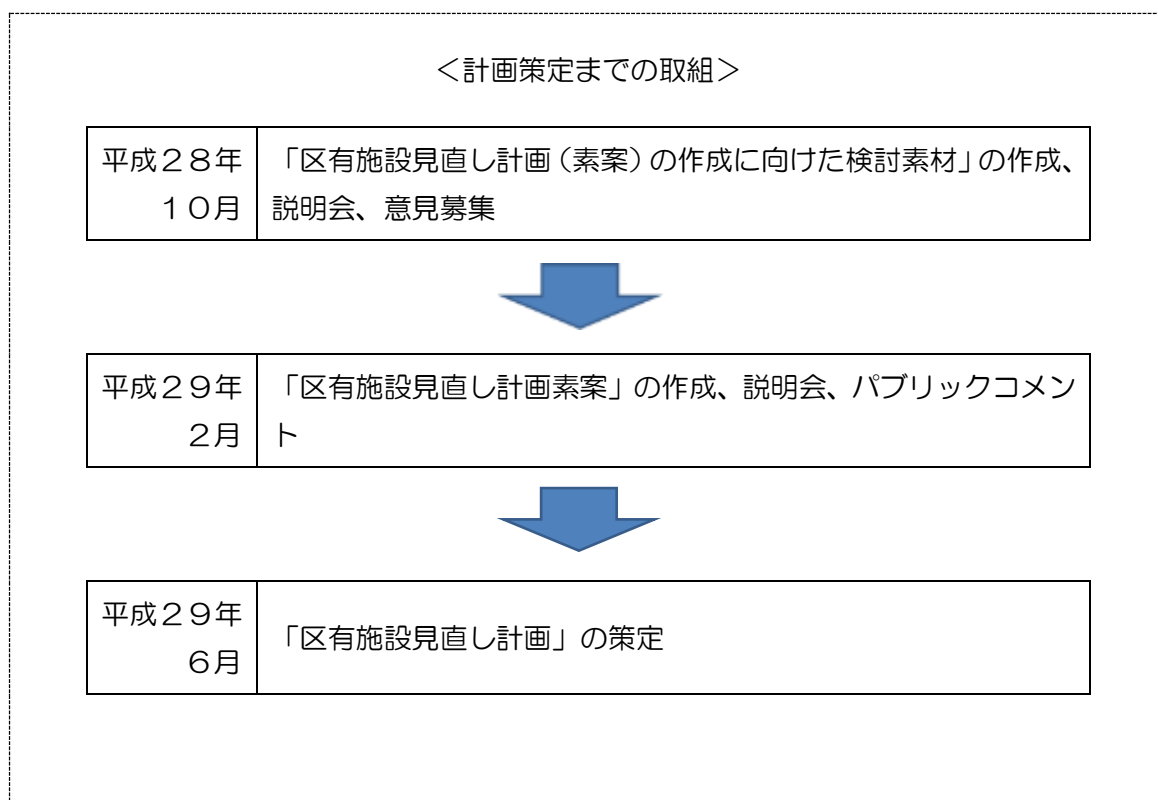 ＜計画策定までの取組＞
平成２８年
１０月
「区有施設見直し計画（素案）の作成に向けた検討素材」の作成、
説明会、意見募集
平成２９年
２月
「区有施設見直し計画素案」の作成、説明会、パブリックコメン
ト
平成２９年
６月
「区有施設見直し計画」の策定